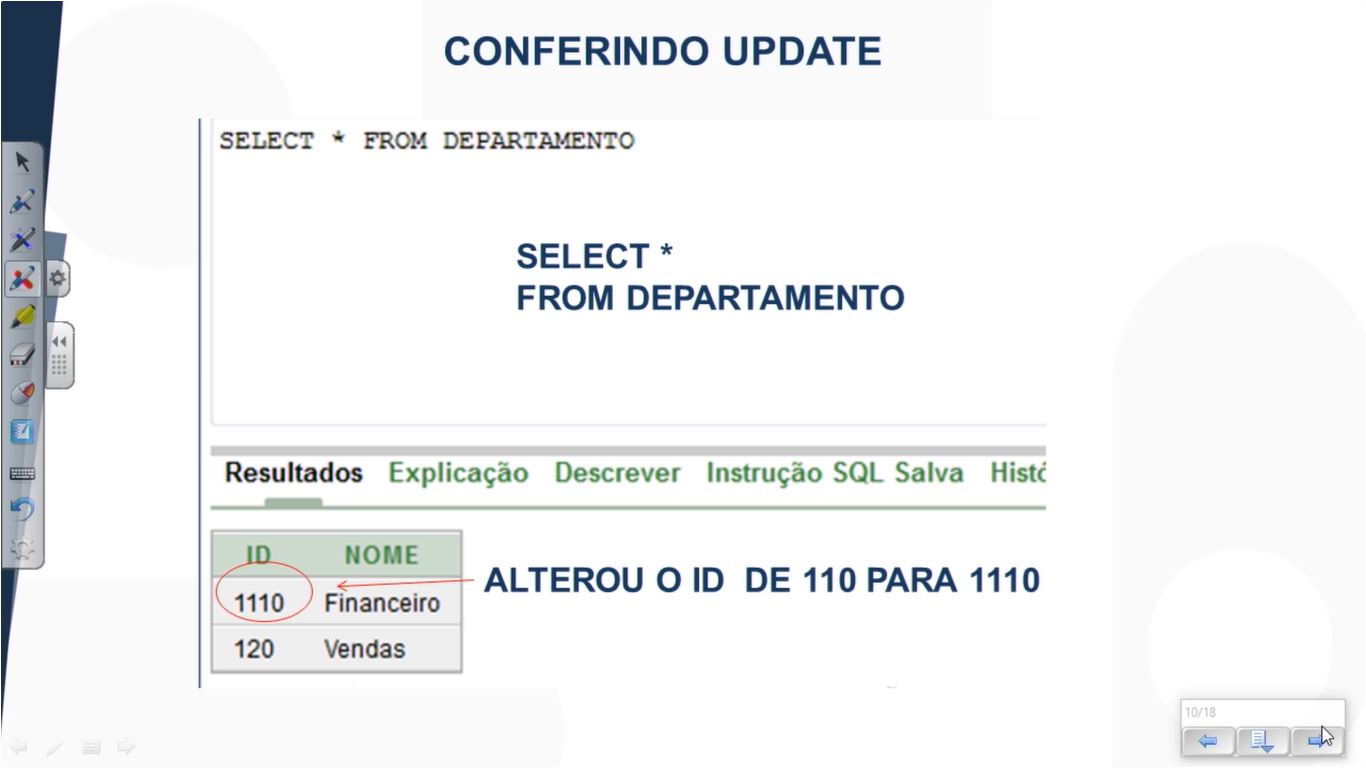 CONFERINDO UPDATE
SELECT * FROM DEPARTAMENTO
SELECT *
FROM DEPARTAMENTO
Resultados Explicação Descrever Instrução SQL Salva Histó
ID NOME
1110 Financeiro
120 Vendas
ALTEROU O ID DE 110 PARA 1110
10/18